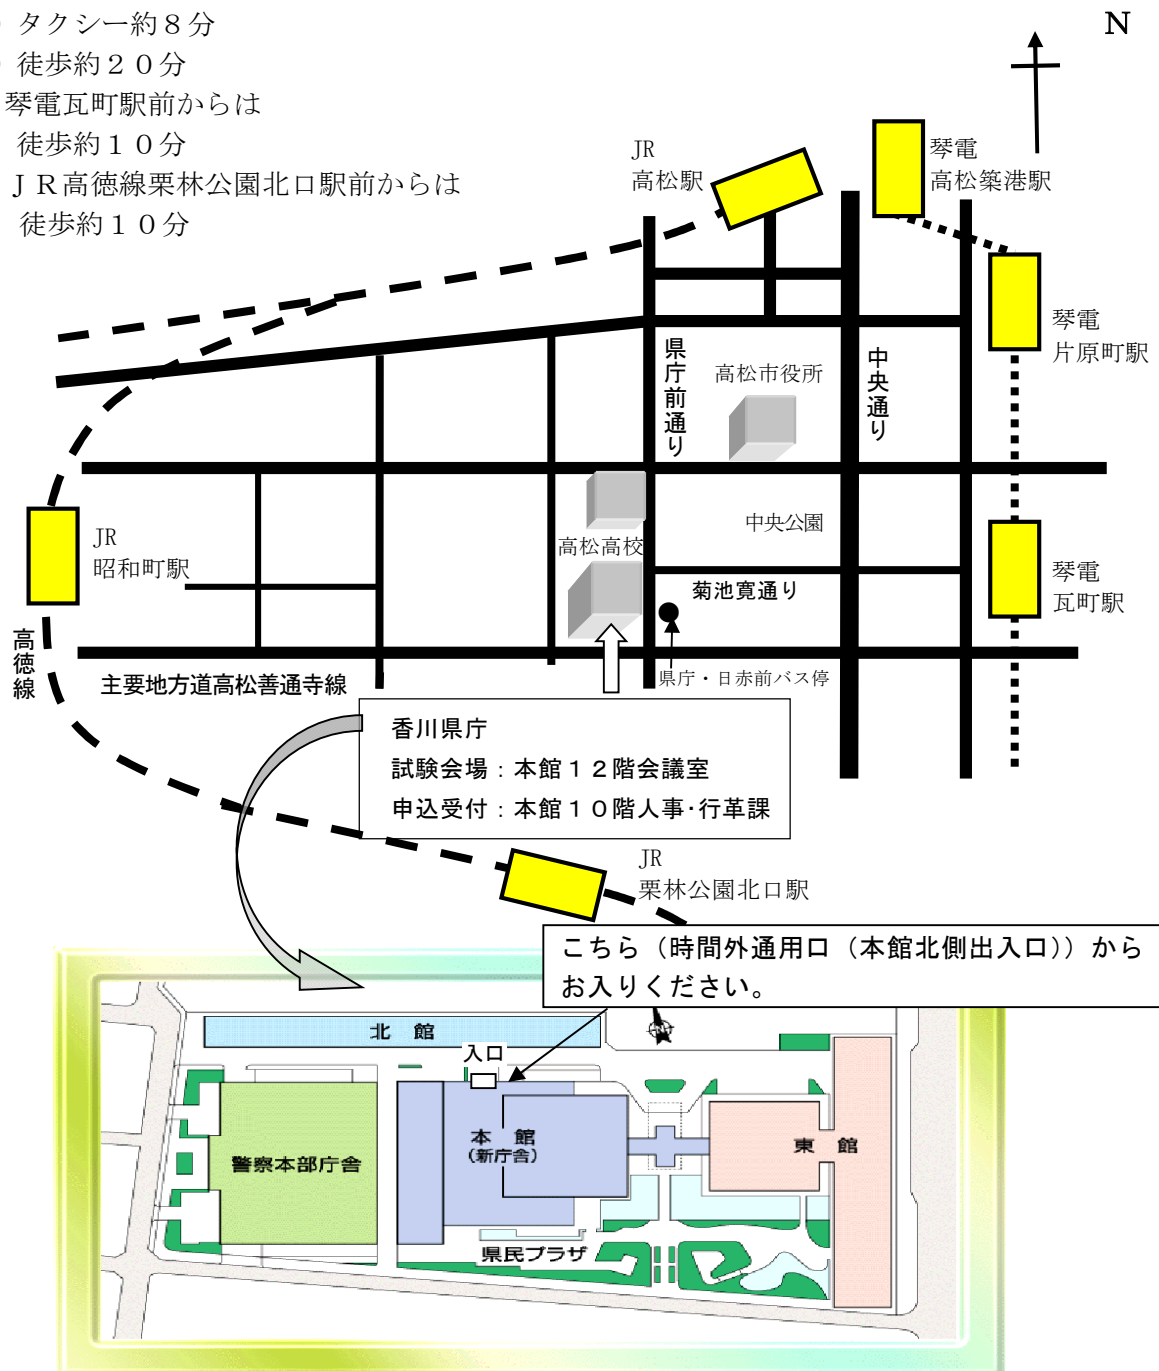 タクシー約８分
徒歩約２０分
琴電瓦町駅前からは
徒歩約１０分
ＪＲ高徳線栗林公園北口駅前からは
徒歩約１０分
N
JR
高松駅
琴電
高松築港駅
琴電
片原町駅
県庁前通り
高松市役所
中央通り
JR
昭和町駅
高松高校
中央公園
菊池寛通り
琴電
瓦町駅
高徳線
主要地方道高松善通寺線
県庁・日赤前バス停
香川県庁
試験会場：本館１２階会議室
申込受付：本館１０階人事･行革課
JR
栗林公園北口駅
こちら（時間外通用口（本館北側出入口））から
お入りください。
北館
入口
本館
(新庁舎)
東館
警察本部庁舎
県民プラザ